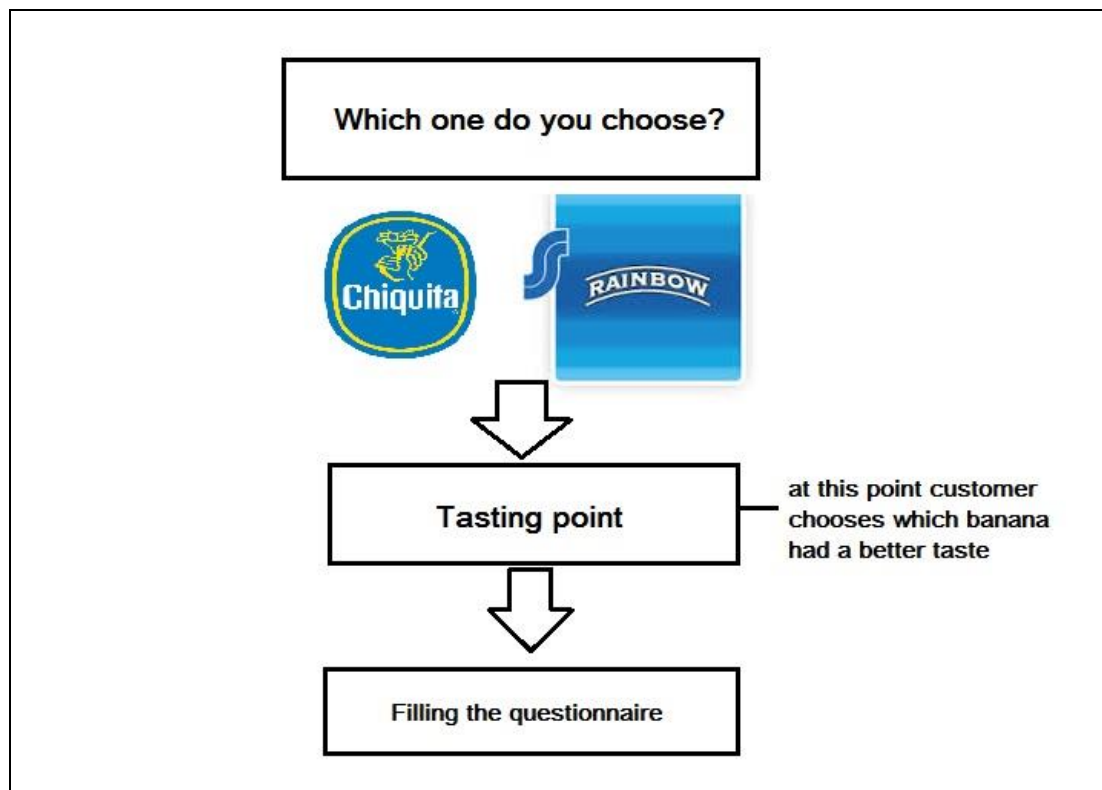 Which one do you choose?
Chiquita
RAINBOW
Tasting point
at this point customer
chooses which banana
had a better taste
Filling the questionnaire